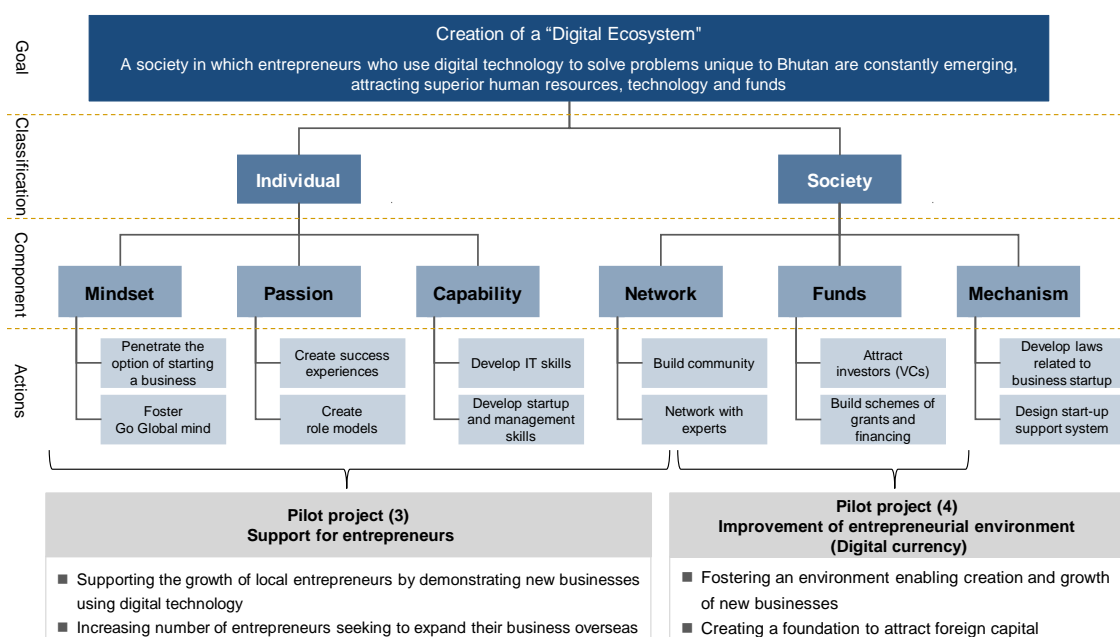 Goal
Creation of a “Digital Ecosystem”
A society in which entrepreneurs who use digital technology to solve problems unique to Bhutan are constantly emerging,
attracting superior human resources, technology and funds
Classification
Individual
Society
Component
Mindset
Passion
Capability
Network
Funds
Mechanism
Actions
Penetrate the
option of starting
a business
Create success
experiences
Develop IT skills
Build community
Attract
investors (VCs)
Develop laws
related to
business startup
Foster
Go Global mind
Create
role models
Develop startup
and management
skills
Network with
experts
Build schemes of
grants and
financing
Design start-up
support system
Pilot project (3)
Support for entrepreneurs
■ Supporting the growth of local entrepreneurs by demonstrating new businesses
using digital technology
■ Increasing number of entrepreneurs seeking to expand their business overseas
Pilot project (4)
Improvement of entrepreneurial environment
(Digital currency)
■ Fostering an environment enabling creation and growth
of new businesses
■ Creating a foundation to attract foreign capital